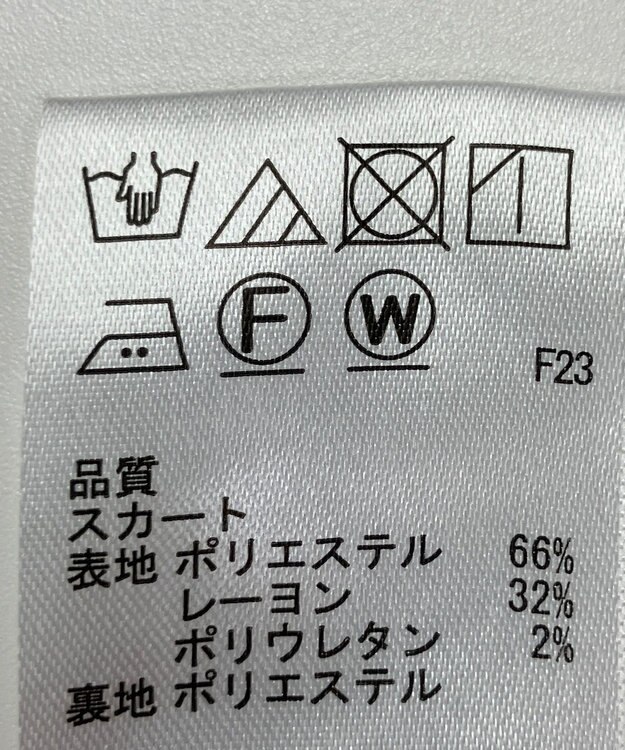 F W
F23
品質
スカート
表地 ポリエステル 66%
レーヨン 32%
ポリウレタン 2%
裏地 ポリエステル